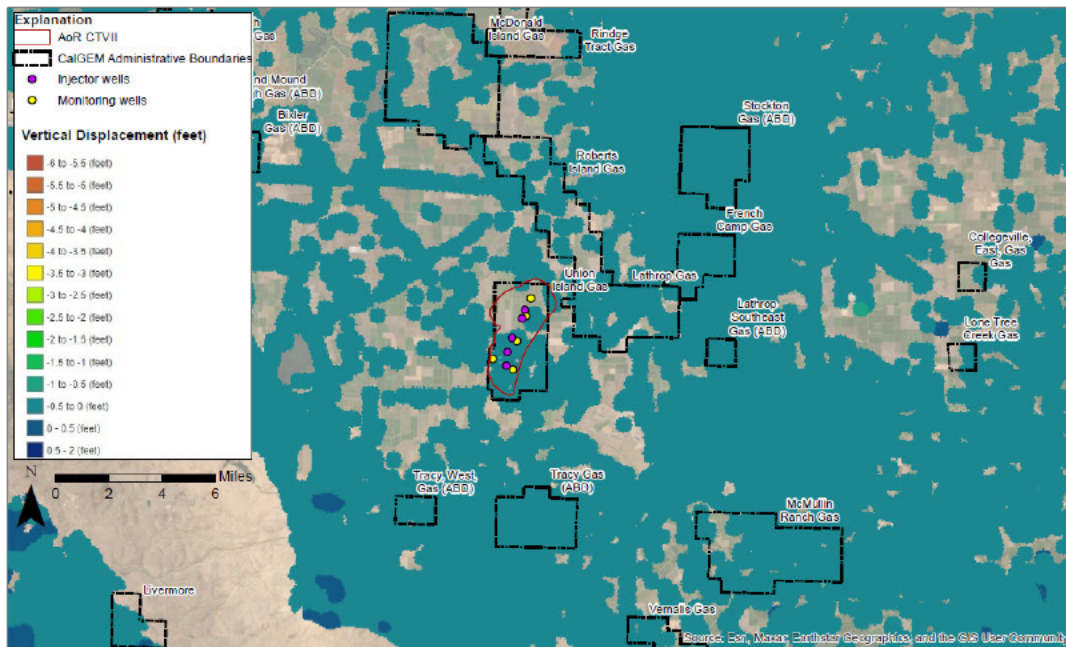 Explanation
AoR CTVII
CalGEM Administrative Boundaries
Injector wells
Monitoring wells
Vertical Displacement (feet)
-6 to -5.5 (feet)
-5.5 to -5 (feet)
-5 to -4.5 (feet)
-4.5 to -4 (feet)
-4 to -3.5 (feet)
-3.5 to -3 (feet)
-3 to -2.5 (feet)
-2.5 to -2 (feet)
-2 to -1.5 (feet)
-1.5 to -1 (feet)
-1 to -0.5 (feet)
-0.5 to 0 (feet)
0 - 0.5 (feet)
0.5 - 2 (feet)
N
Miles
0 2 4 6
Gas
nd Mound
h Gas (ABD)
Bixler
Gas (ABD)
McDonald
Island Gas
Rindge
Tract Gas
Stockton
Gas (ABD)
Roberts
Island Gas
French
Camp Gas
Collegeville,
East, Gas
Gas
Union
Island Gas
Lathrop Gas
Lathrop
Southeast
Gas (ABD)
Lone Tree
Creek Gas
Tracy, West,
Gas (ABD)
Tracy Gas
(ABD)
McMullin
Ranch Gas
Livermore
Vernalis Gas
Source: Esri, Maxar, Earthstar Geographics, and the GIS User Community